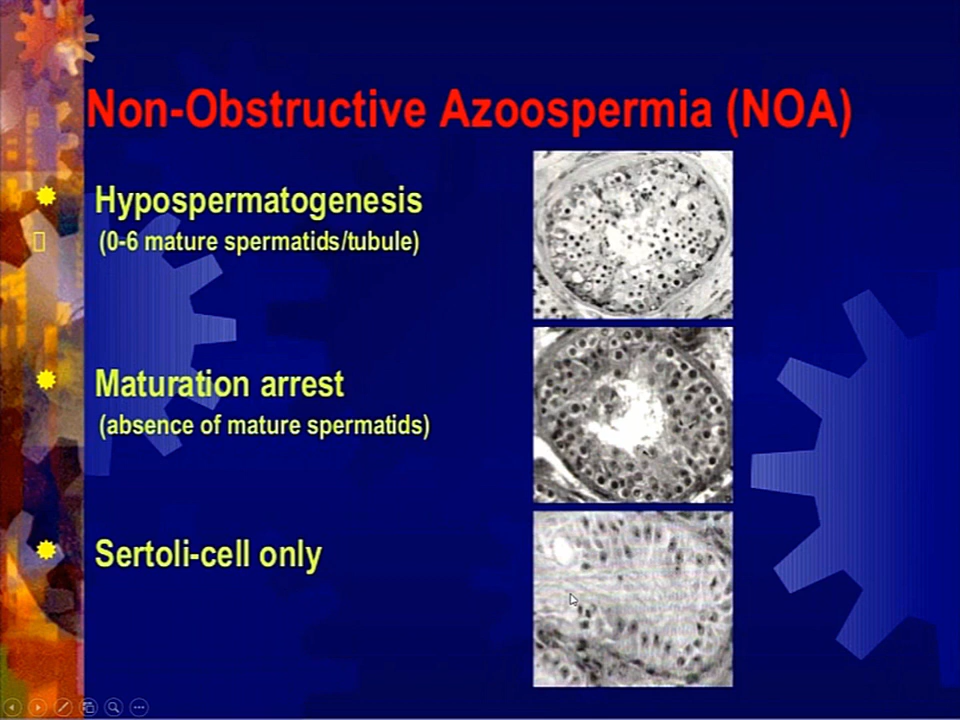 Non-Obstructive Azoospermia (NOA)
Hypospermatogenesis
(0-6 mature spermatids/tubule)
Maturation arrest
(absence of mature spermatids)
Sertoli-cell only